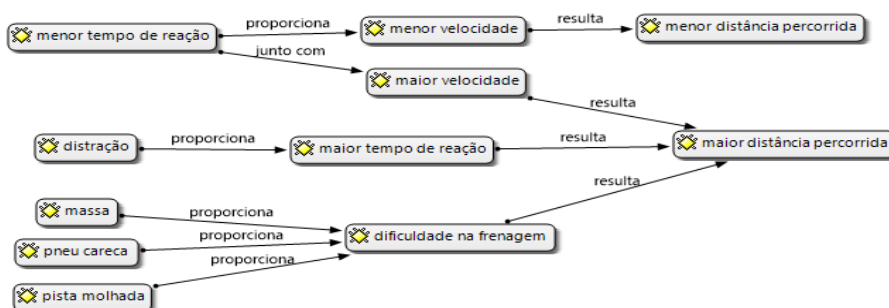 menor tempo de reação
proporciona
menor velocidade
resulta
menor distância percorrida
junto com
maior velocidade
resulta
distração
proporciona
maior tempo de reação
resulta
maior distância percorrida
massa
proporciona
dificuldade na frenagem
resulta
pneu careca
proporciona
pista molhada
proporciona